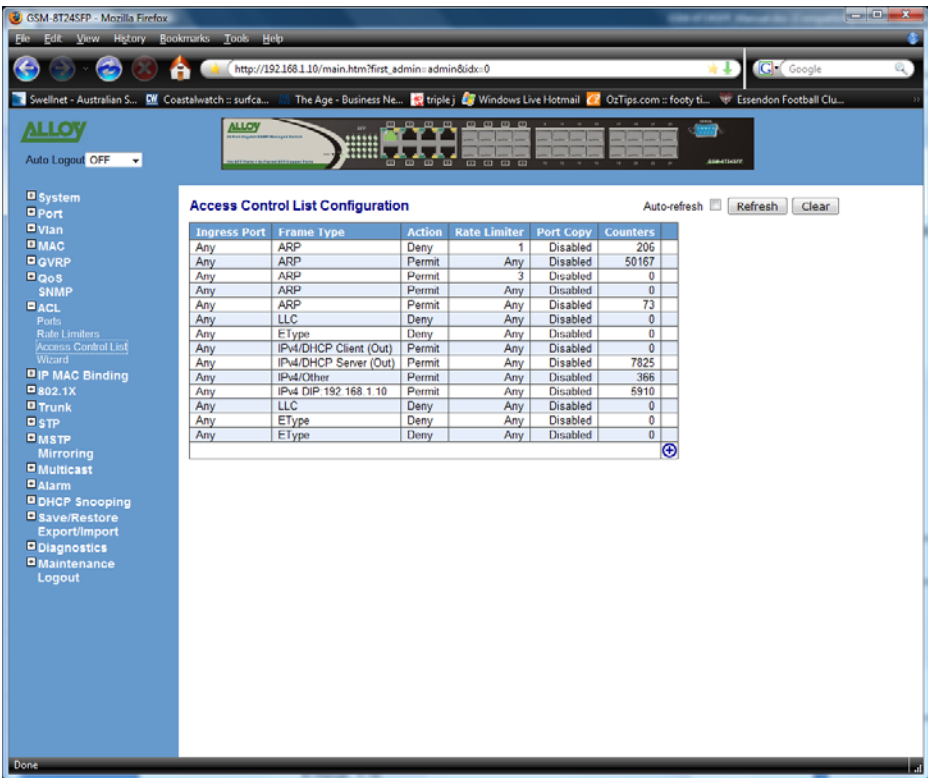 GSM-8T24SFP - Mozilla Firefox
File Edit View History Bookmarks Tools Help
http://192.168.1.10/main.htm?first_admin=admin&idx=0
Google
Swellnet - Australian S... CW Coastalwatch :: surfca... The Age - Business Ne... triple j Windows Live Hotmail OzTips.com :: footy ti... Essendon Football Clu...
ALLOY
Auto Logout OFF
ALLOY
System
Port
Vlan
MAC
GVRP
QoS
SNMP
ACL
Ports
Rate Limiters
Access Control List
Wizard
IP MAC Binding
802.1X
Trunk
STP
MSTP
Mirroring
Multicast
Alarm
DHCP Snooping
Save/Restore
Export/Import
Diagnostics
Maintenance
Logout
Access Control List Configuration
Auto-refresh Refresh Clear
Ingress Port Frame Type Action Rate Limiter Port Copy Counters
Any ARP Deny 1 Disabled 206
Any ARP Permit Any Disabled 50167
Any ARP Permit 3 Disabled 0
Any ARP Permit Any Disabled 0
Any ARP Permit Any Disabled 73
Any LLC Deny Any Disabled 0
Any EType Deny Any Disabled 0
Any IPv4/DHCP Client (Out) Permit Any Disabled 0
Any IPv4/DHCP Server (Out) Permit Any Disabled 7825
Any IPv4/Other Permit Any Disabled 366
Any IPv4 DIP:192.168.1.10 Permit Any Disabled 5910
Any LLC Deny Any Disabled 0
Any EType Deny Any Disabled 0
Any EType Deny Any Disabled 0
Done